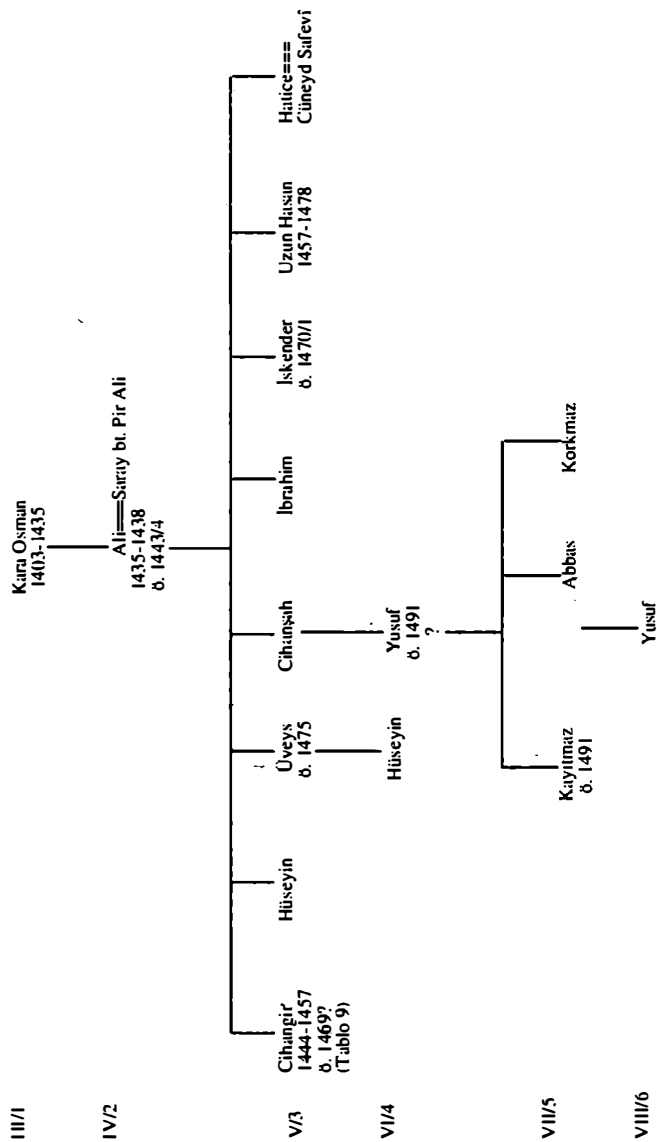 III/1
Kara Osman
1403-1435
IV/2
Ali═══Saray bt. Pir Ali
1435-1438
ö. 1443/4
V/3
Cihangir
1444-1457
ö. 1469?
(Tablo 9)
Hüseyin
Üveys
ö. 1475
Cihanşah
Ibrahim
Iskender
ö. 1470/1
Uzun Hasan
1457-1478
Hatice===
Cüneyd Safevi
VI/4
Hüseyin
Yusuf
ö. 1491
?
VII/5
Kayıtmaz
ö. 1491
Abbas
Korkmaz
VIII/6
Yusuf